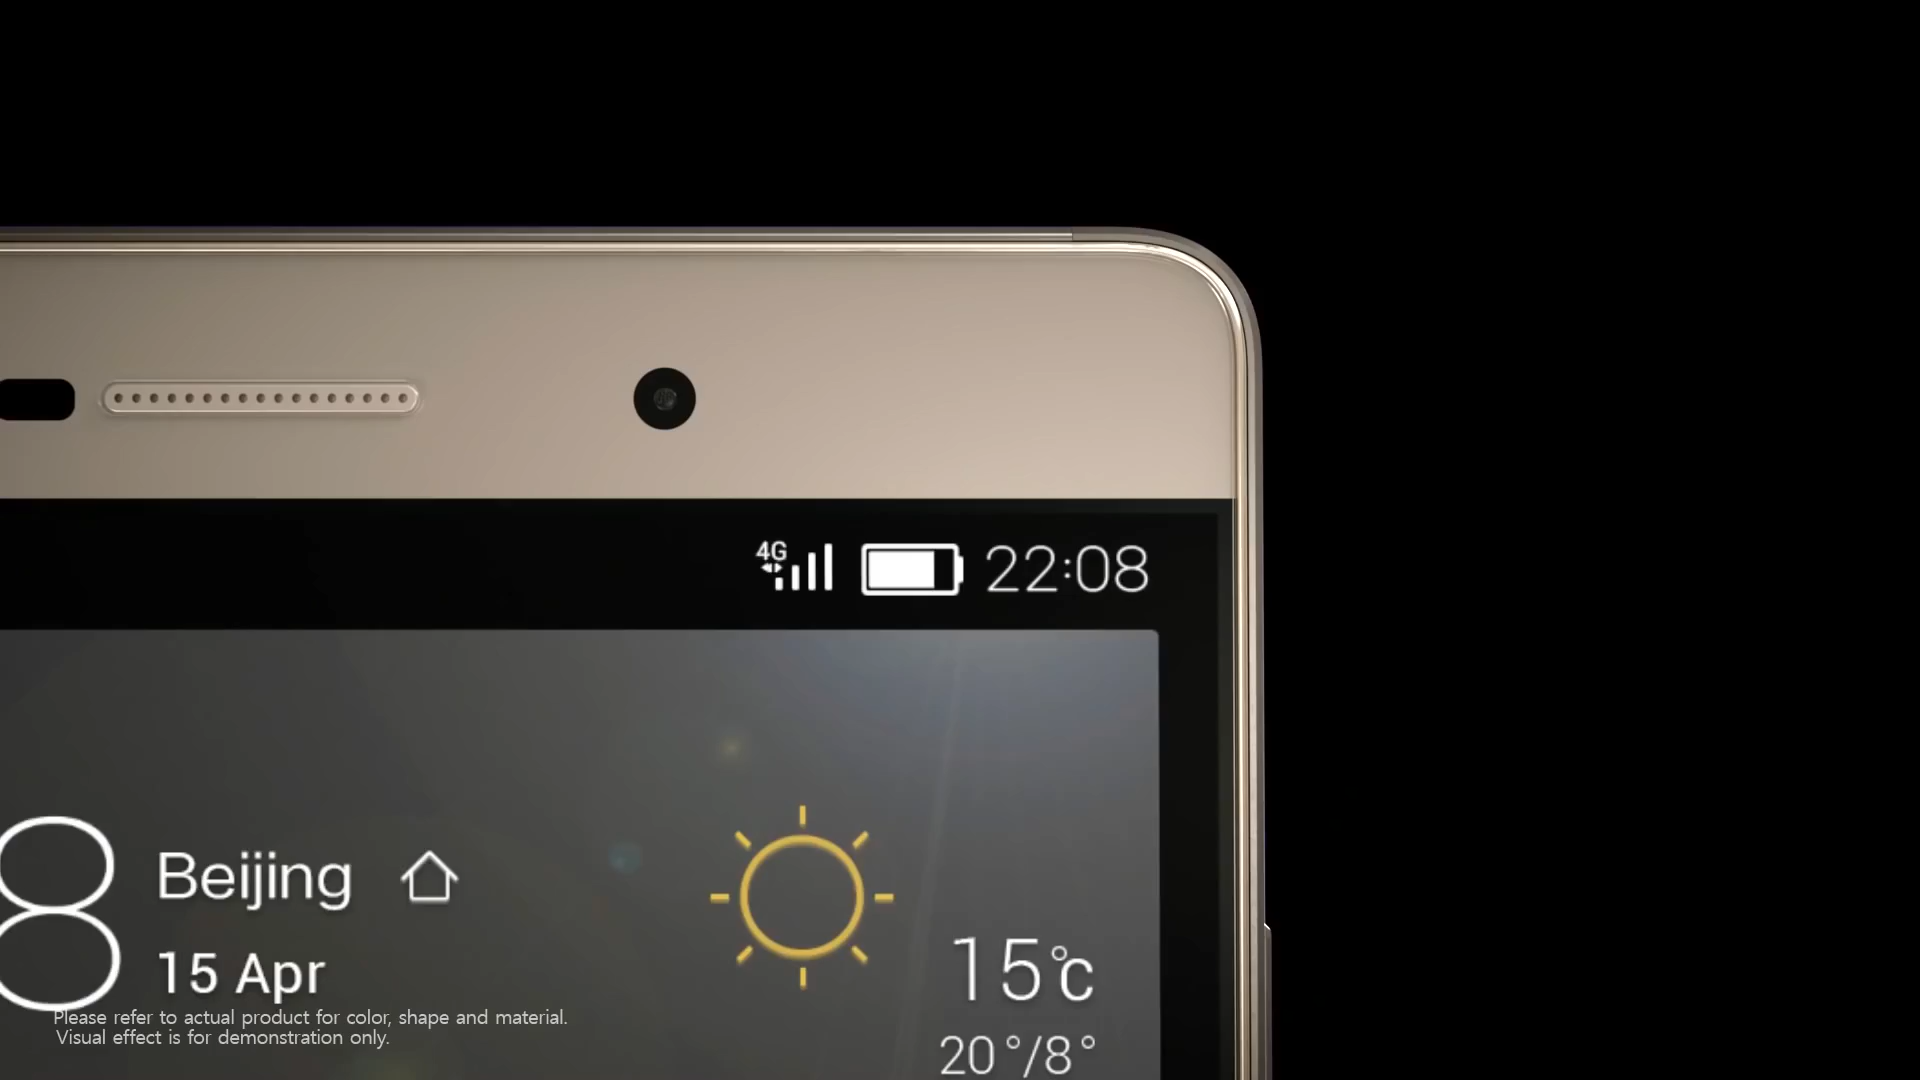 4G
22:08
8
Beijing
15 Apr
15℃
20°/8°
Please refer to actual product for color, shape and material.
Visual effect is for demonstration only.